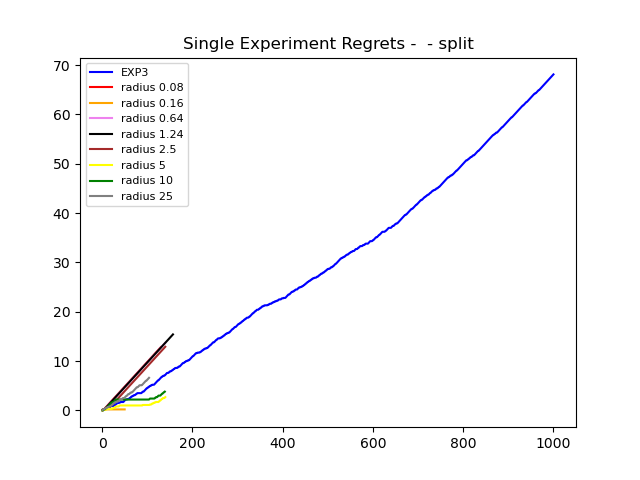 Single Experiment Regrets -  - split
70
60
50
40
30
20
10
0
EXP3
radius 0.08
radius 0.16
radius 0.64
radius 1.24
radius 2.5
radius 5
radius 10
radius 25
0 200 400 600 800 1000